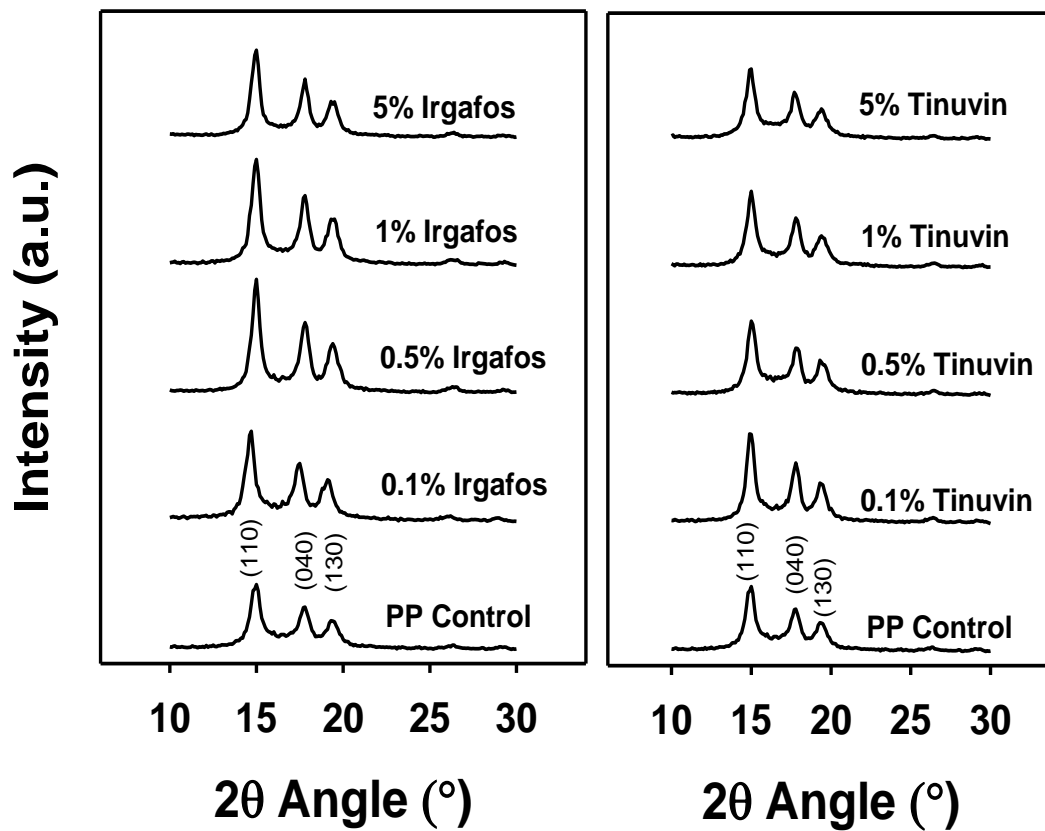 Intensity (a.u.)
5% Irgafos
1% Irgafos
0.5% Irgafos
0.1% Irgafos
(110)
(040)
(130)
PP Control
10 15 20 25 30
2θ Angle (°)
5% Tinuvin
1% Tinuvin
0.5% Tinuvin
0.1% Tinuvin
(110)
(040)
(130)
PP Control
10 15 20 25 30
2θ Angle (°)